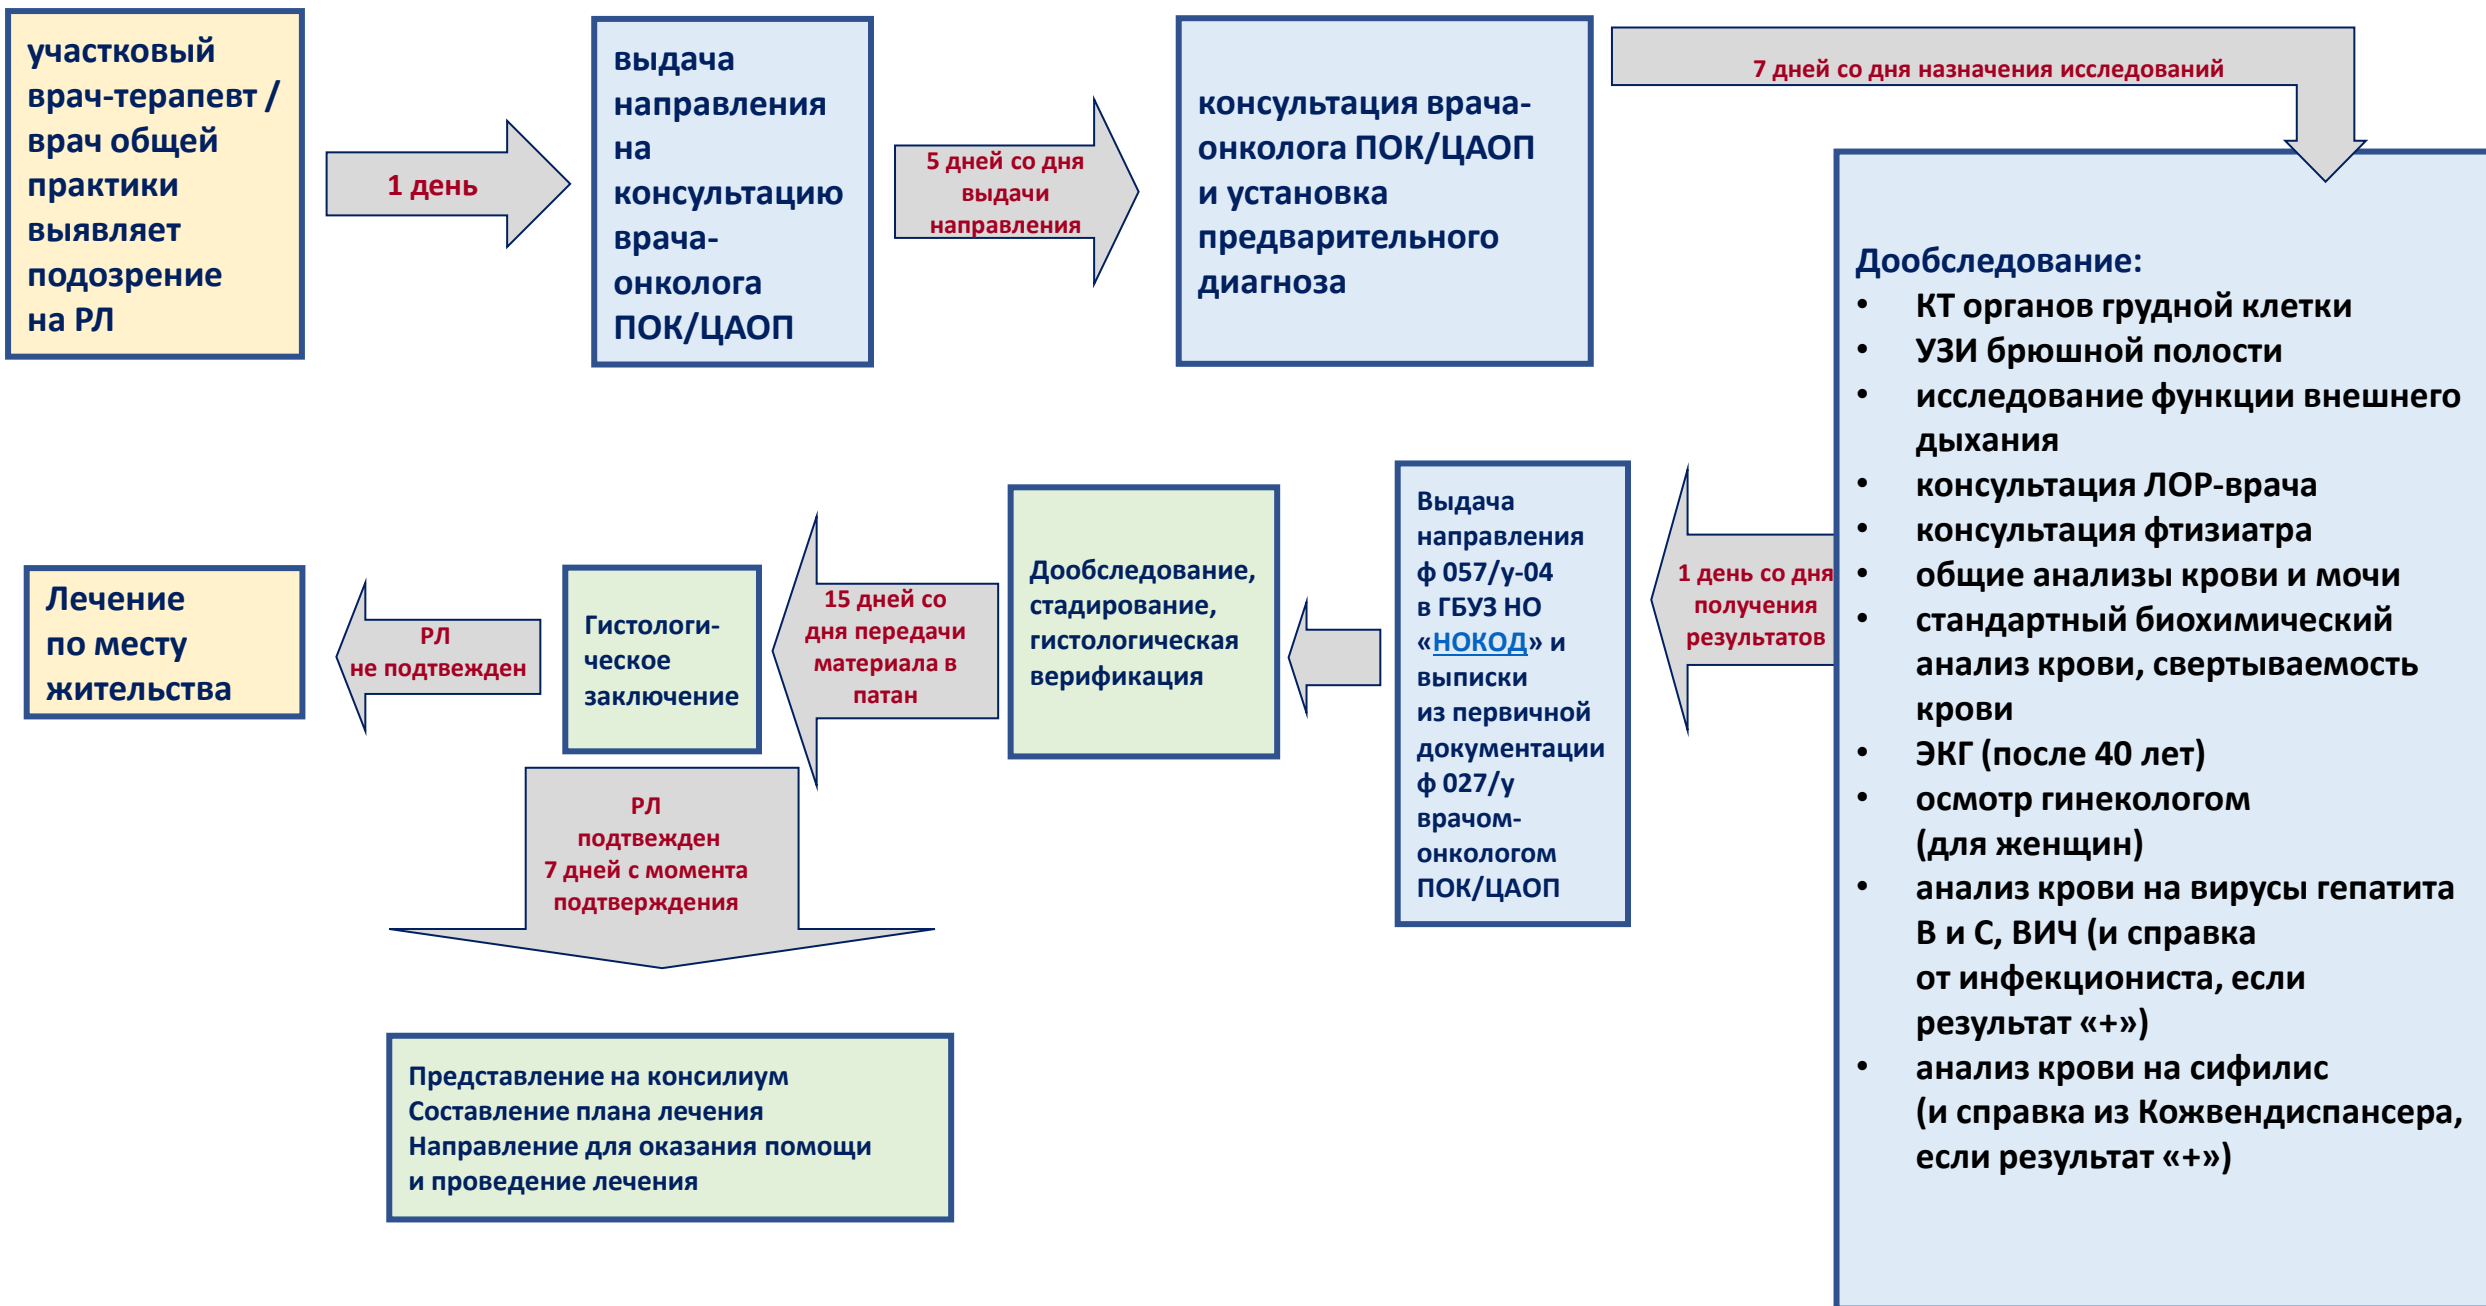 участковый
врач-терапевт /
врач общей
практики
выявляет
подозрение
на РЛ
1 день
выдача
направления
на
консультацию
врача-
онколога
ПОК/ЦАОП
5 дней со дня
выдачи
направления
консультация врача-
онколога ПОК/ЦАОП
и установка
предварительного
диагноза
7 дней со дня назначения исследований
Дообследование:
• КТ органов грудной клетки
• УЗИ брюшной полости
• исследование функции внешнего
дыхания
• консультация ЛОР-врача
• консультация фтизиатра
• общие анализы крови и мочи
• стандартный биохимический
анализ крови, свертываемость
крови
• ЭКГ (после 40 лет)
• осмотр гинекологом
(для женщин)
• анализ крови на вирусы гепатита
В и С, ВИЧ (и справка
от инфекциониста, если
результат «+»)
• анализ крови на сифилис
(и справка из Кожвендиспансера,
если результат «+»)
1 день со дня
получения
результатов
Выдача
направления
ф 057/у-04
в ГБУЗ НО
«НОКОД» и
выписки
из первичной
документации
ф 027/у
врачом-
онкологом
ПОК/ЦАОП
Дообследование,
стадирование,
гистологическая
верификация
15 дней со
дня передачи
материала в
патан
Гистологи-
ческое
заключение
РЛ
не подтвежден
Лечение
по месту
жительства
РЛ
подтвежден
7 дней с момента
подтверждения
Представление на консилиум
Составление плана лечения
Направление для оказания помощи
и проведение лечения